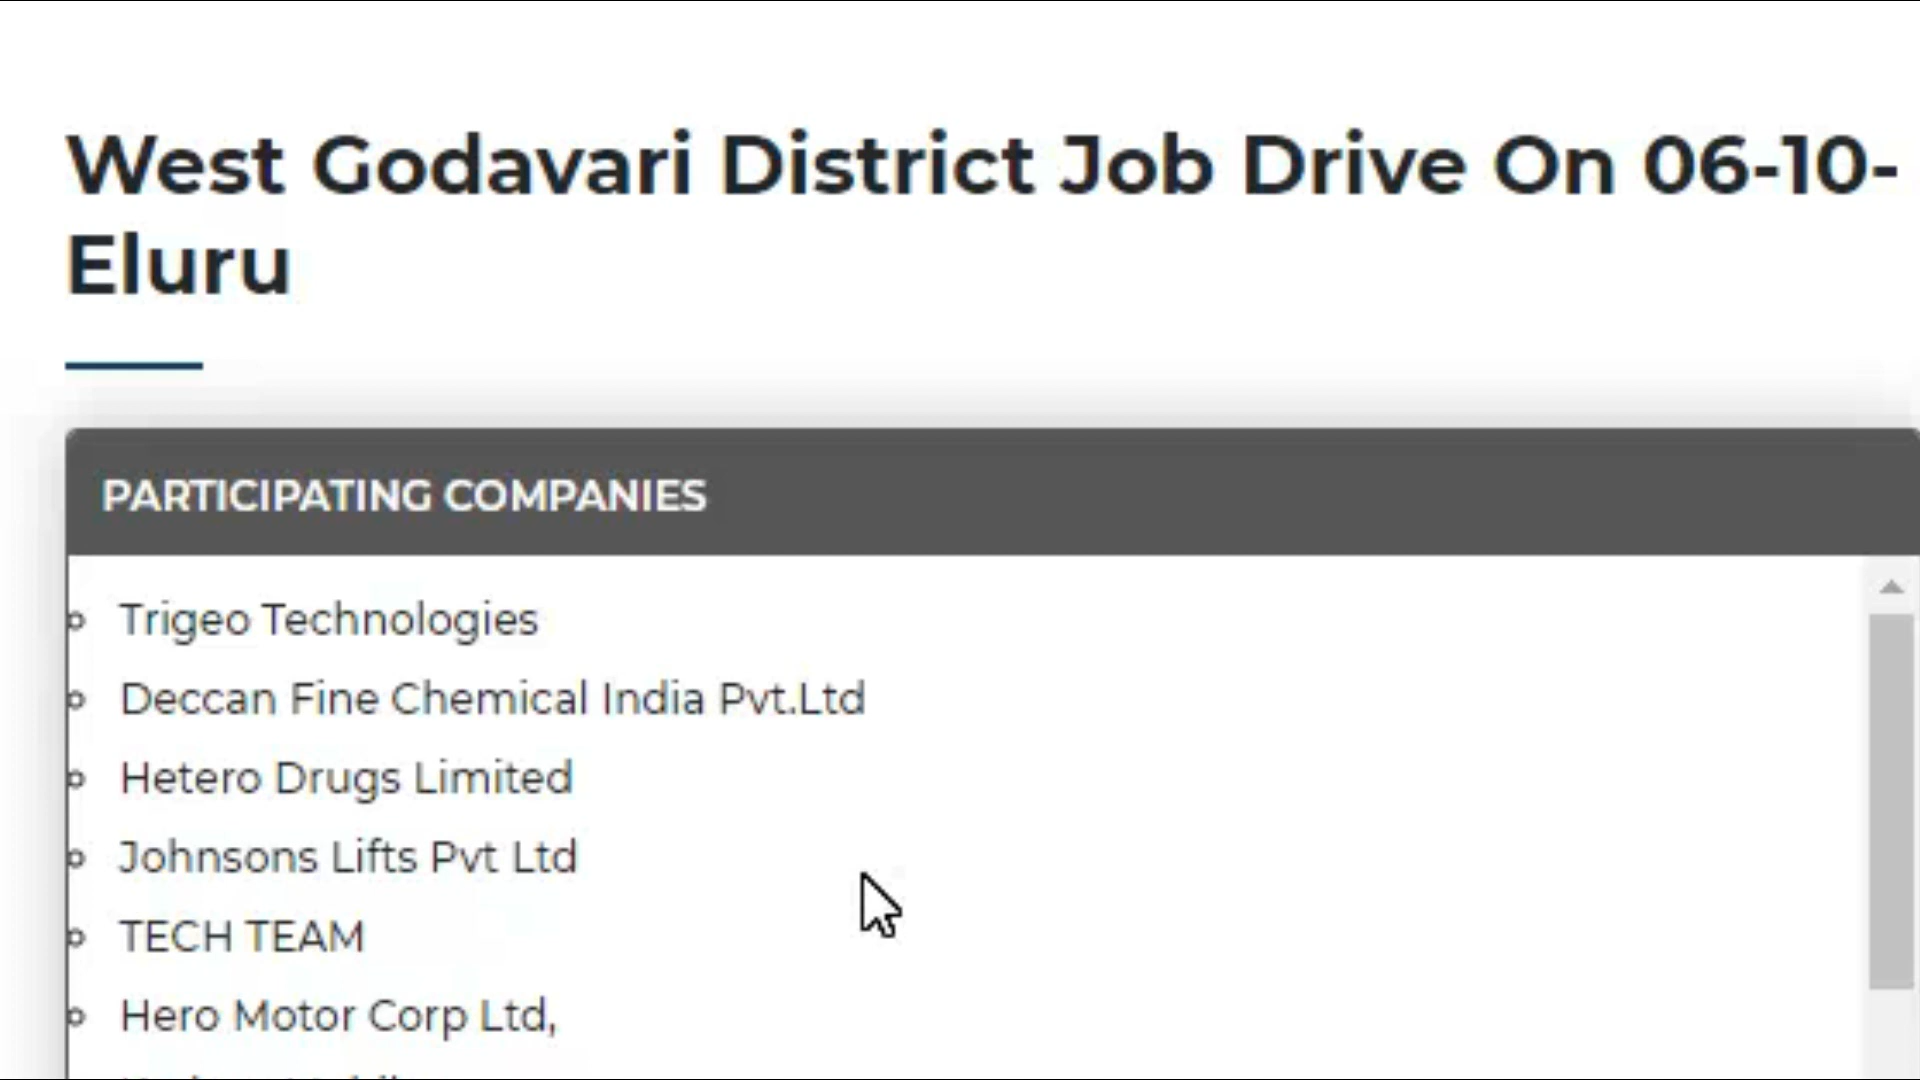 West Godavari District Job Drive On 06-10-
Eluru
PARTICIPATING COMPANIES
Trigeo Technologies
Deccan Fine Chemical India Pvt.Ltd
Hetero Drugs Limited
Johnsons Lifts Pvt Ltd
TECH TEAM
Hero Motor Corp Ltd,